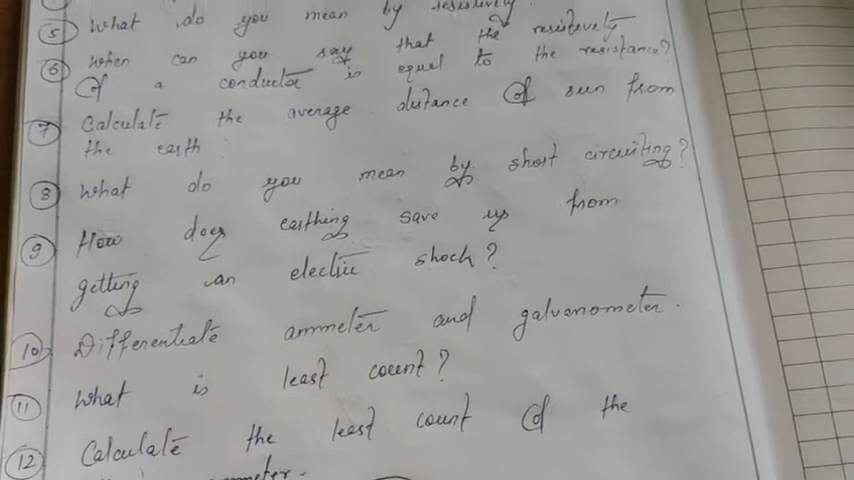 5 What do you mean by resistively
6 When can you say that the resistevely
Of a conductor is equal to the resistance?
7 Calculate the average distance Of sun from
the earth :
8 What do you mean by short circuiting?
9 How does earthing save us from
getting an electric shock?
10 Differentiate ammeter and galvanometer.
11 What is least count?
12 Calculate the least count Of the